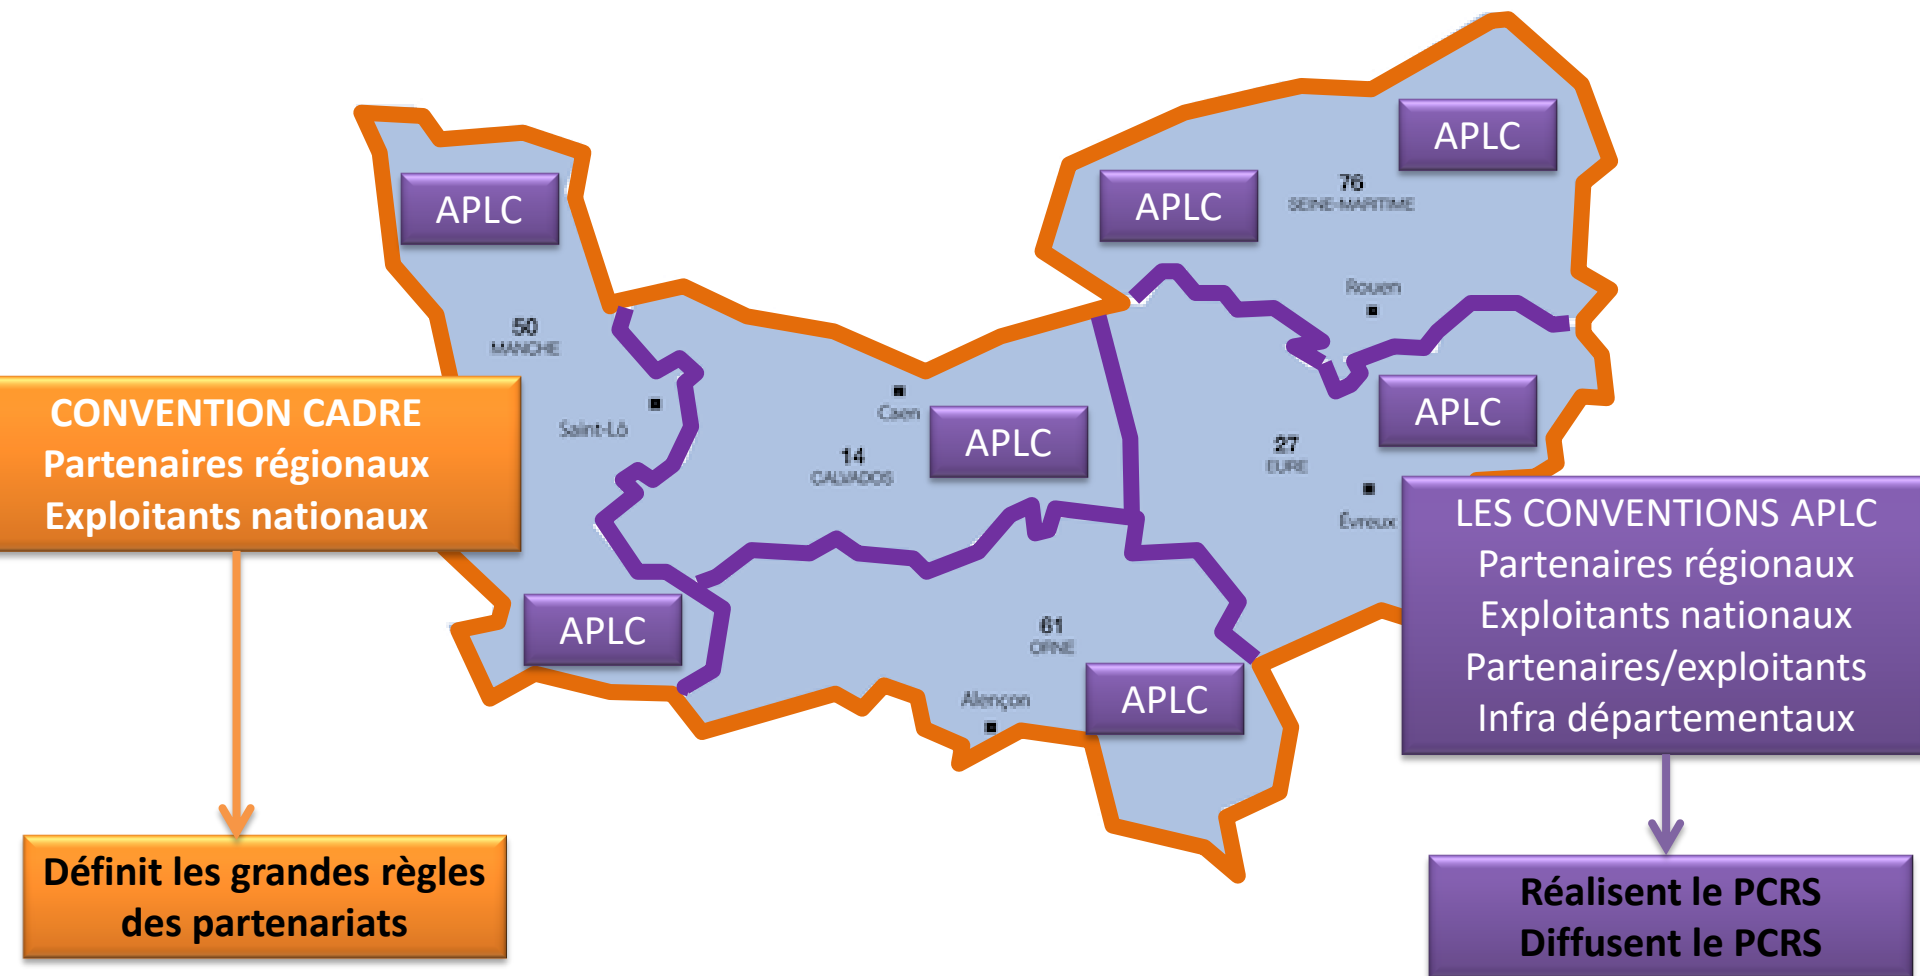 APLC
APLC
APLC
76
SEINE-MARITIME
Rouen
50
MANCHE
CONVENTION CADRE
Partenaires régionaux
Exploitants nationaux
Saint-Lô
Caen
14
CALVADOS
APLC
APLC
27
EURE
Évreux
LES CONVENTIONS APLC
Partenaires régionaux
Exploitants nationaux
Partenaires/exploitants
Infra départementaux
APLC
61
ORNE
Alençon
APLC
Définit les grandes règles
des partenariats
Réalisent le PCRS
Diffusent le PCRS